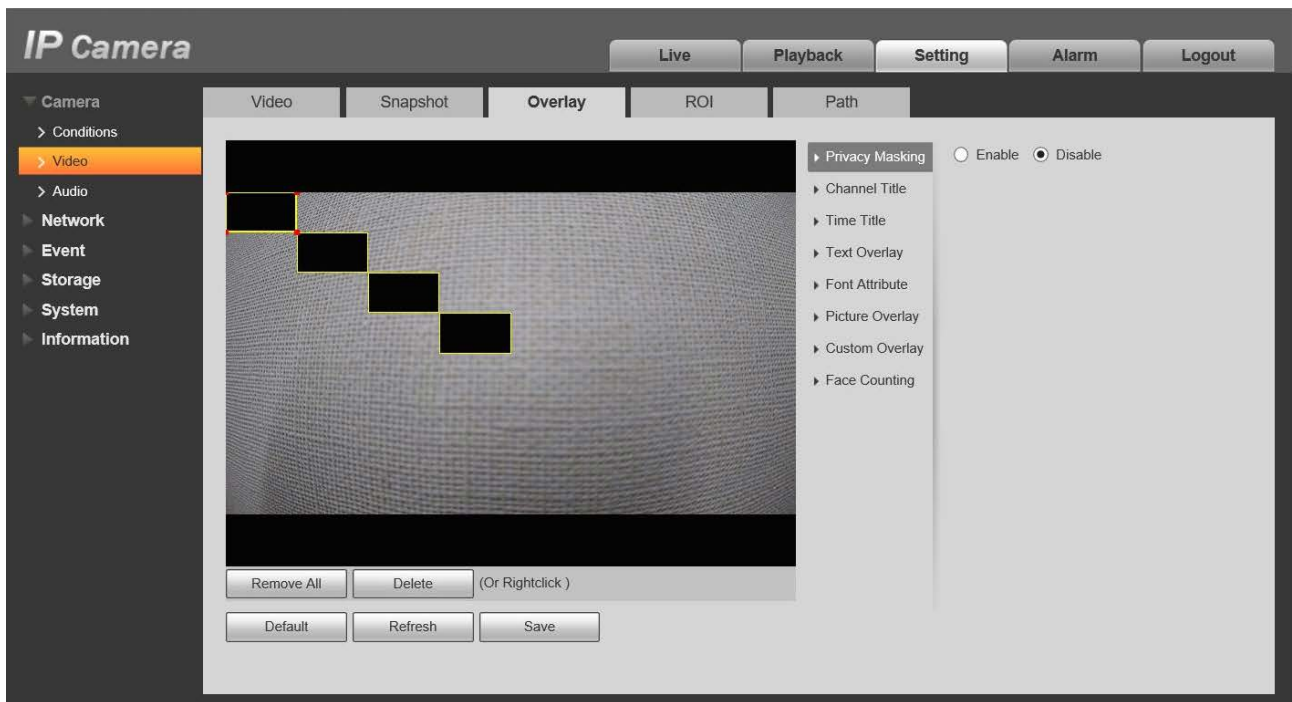 IP Camera
Live Playback Setting Alarm Logout
Camera
Conditions
Video
Audio
Network
Event
Storage
System
Information
Video Snapshot Overlay ROI Path
Privacy Masking
Channel Title
Time Title
Text Overlay
Font Attribute
Picture Overlay
Custom Overlay
Face Counting
Enable Disable
Remove All Delete (Or Rightclick )
Default Refresh Save